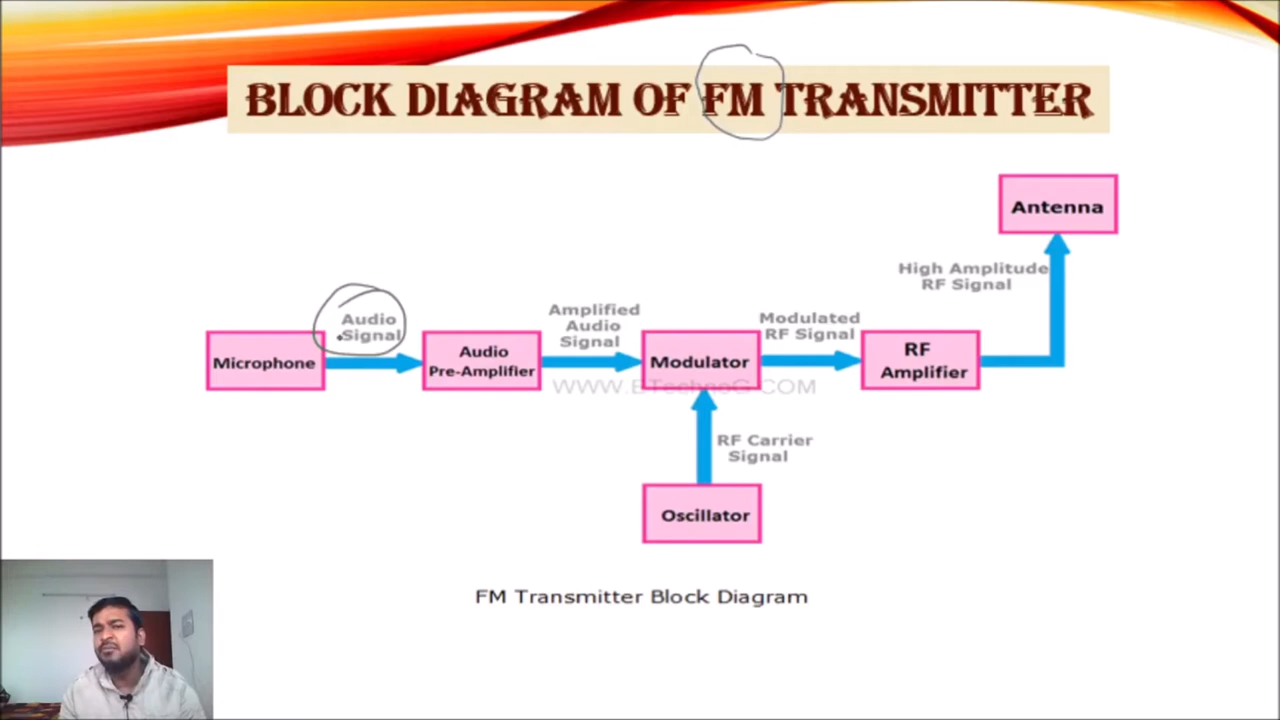 BLOCK DIAGRAM OF FM TRANSMITTER
Antenna
High Amplitude
RF Signal
Audio
Signal
Amplified
Audio
Signal
Modulated
RF Signal
Microphone
Audio
Pre-Amplifier
Modulator
RF
Amplifier
WWW.ETechnoG.COM
RF Carrier
Signal
Oscillator
FM Transmitter Block Diagram